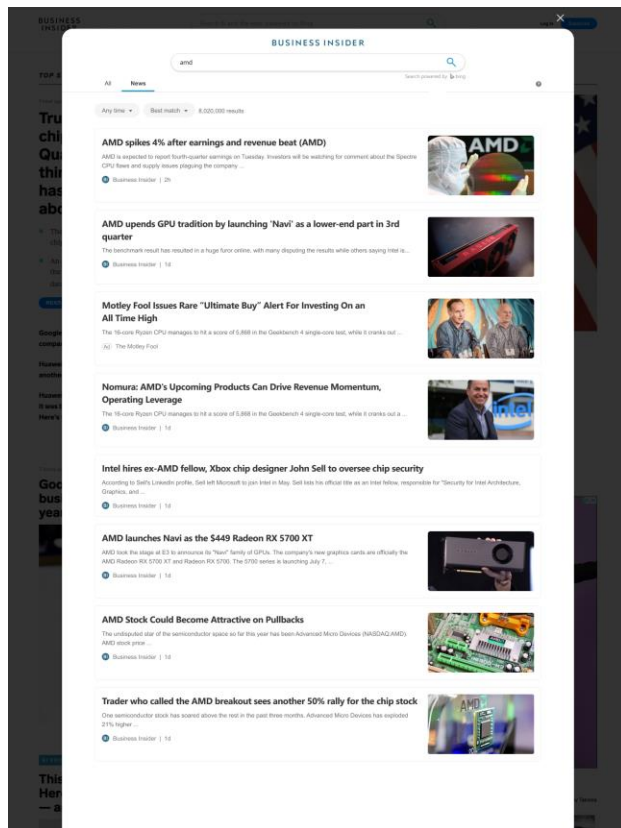 BUSINESS INSIDER
BUSINESS
INSIDER
amd
Search powered by bing
All News
Any time Best match 8,020,000 results
AMD spikes 4% after earnings and revenue beat (AMD)
AMD is expected to report fourth-quarter earnings on Tuesday. Investors will be watching for comment about the Spectre
CPU flaws and supply issues plaguing the company ...
Business Insider | 2h
AMD upends GPU tradition by launching 'Navi' as a lower-end part in 3rd
quarter
The benchmark result has resulted in a huge furor online, with many disputing the results while others saying Intel is...
Business Insider | 1d
Motley Fool Issues Rare "Ultimate Buy" Alert For Investing On an
All Time High
The 16-core Ryzen CPU manages to hit a score of 5,868 in the Geekbench 4 single-core test, while it cranks out ...
Ad The Motley Fool
Nomura: AMD's Upcoming Products Can Drive Revenue Momentum,
Operating Leverage
The 16-core Ryzen CPU manages to hit a score of 5,868 in the Geekbench 4 single-core test, while it cranks out a ...
Business Insider | 1d
Intel hires ex-AMD fellow, Xbox chip designer John Sell to oversee chip security
According to Sell's LinkedIn profile, Sell left Microsoft to join Intel in May. Sell lists his official title as an Intel fellow, responsible for "Security for Intel Architecture,
Graphics, and ...
Business Insider | 1d
AMD launches Navi as the $449 Radeon RX 5700 XT
AMD took the stage at E3 to announce its "Navi" family of GPUs. The company's new graphics cards are officially the
AMD Radeon RX 5700 XT and Radeon RX 5700. The 5700 series is launching July 7, ...
Business Insider | 1d
AMD Stock Could Become Attractive on Pullbacks
The undisputed star of the semiconductor space so far this year has been Advanced Micro Devices (NASDAQ:AMD)
AMD stock price ...
Business Insider | 1d
Trader who called the AMD breakout sees another 50% rally for the chip stock
One semiconductor stock has soared above the rest in the past three months. Advanced Micro Devices has exploded
21% higher ...
Business Insider | 1d
AMD
intel
AMD